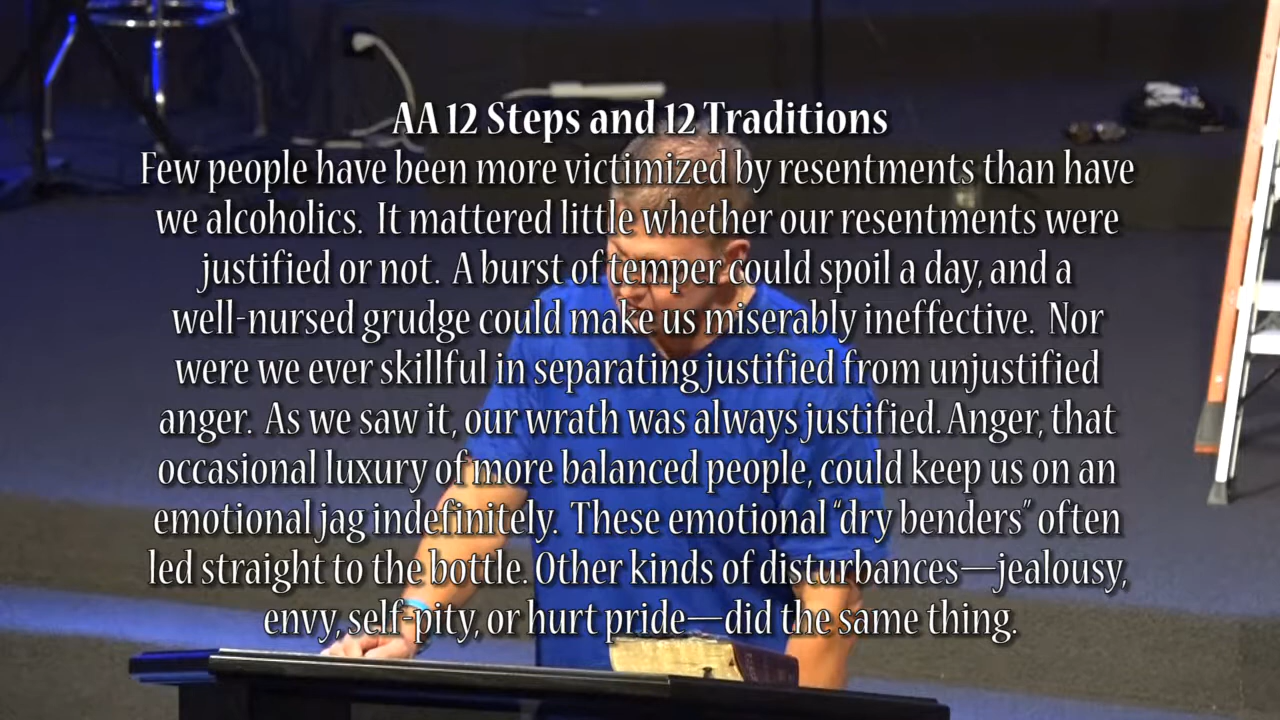 AA 12 Steps and 12 Traditions
Few people have been more victimized by resentments than have
we alcoholics. It mattered little whether our resentments were
justified or not. A burst of temper could spoil a day, and a
well-nursed grudge could make us miserably ineffective. Nor
were we ever skillful in separating justified from unjustified
anger. As we saw it, our wrath was always justified. Anger, that
occasional luxury of more balanced people, could keep us on an
emotional jag indefinitely. These emotional “dry benders” often
led straight to the bottle. Other kinds of disturbances—jealousy,
envy, self-pity, or hurt pride—did the same thing.